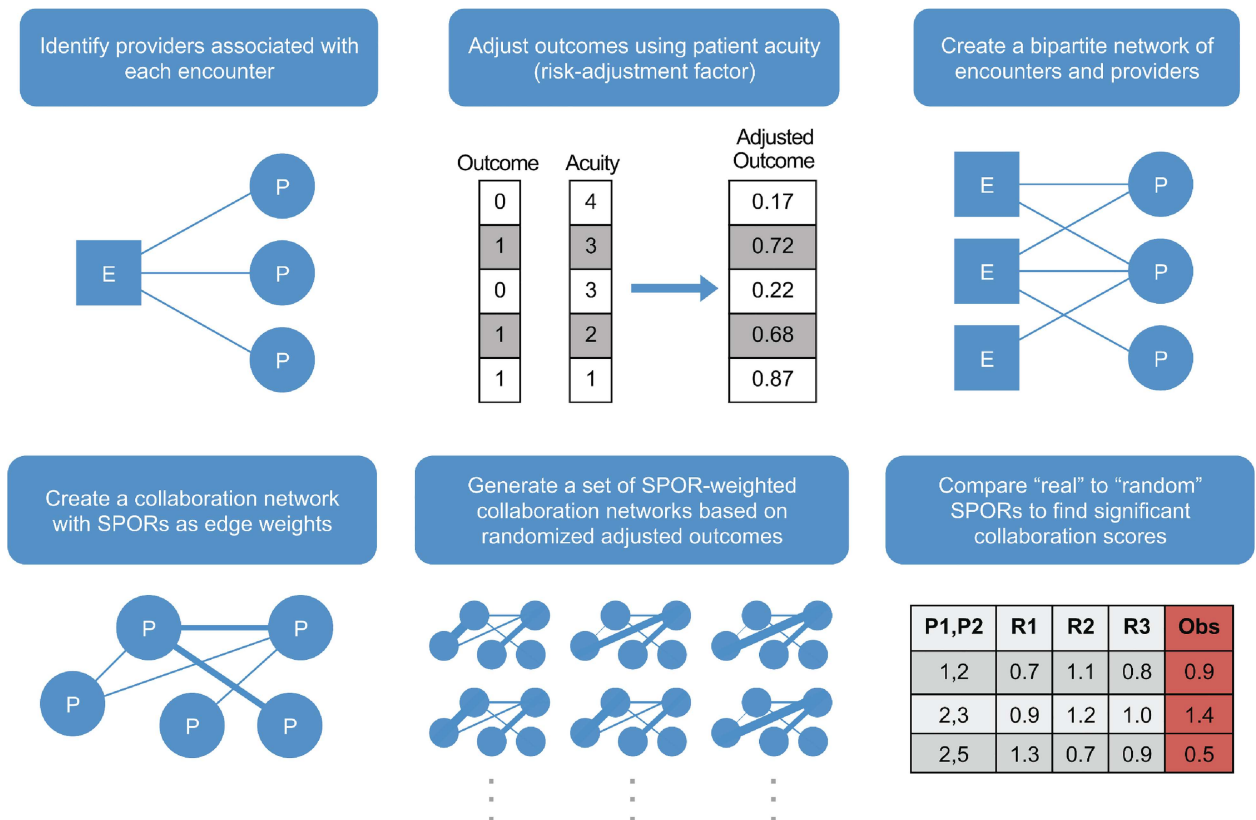 Identify providers associated with
each encounter
Adjust outcomes using patient acuity
(risk-adjustment factor)
Create a bipartite network of
encounters and providers
E
P
P
P
Outcome Acuity Adjusted
Outcome
0 4 0.17
1 3 0.72
0 3 0.22
1 2 0.68
1 1 0.87
E P
E P
E P
Create a collaboration network
with SPORs as edge weights
Generate a set of SPOR-weighted
collaboration networks based on
randomized adjusted outcomes
Compare “real” to “random”
SPORs to find significant
collaboration scores
P P
P P P
P1,P2 R1 R2 R3 Obs
1,2 0.7 1.1 0.8 0.9
2,3 0.9 1.2 1.0 1.4
2,5 1.3 0.7 0.9 0.5